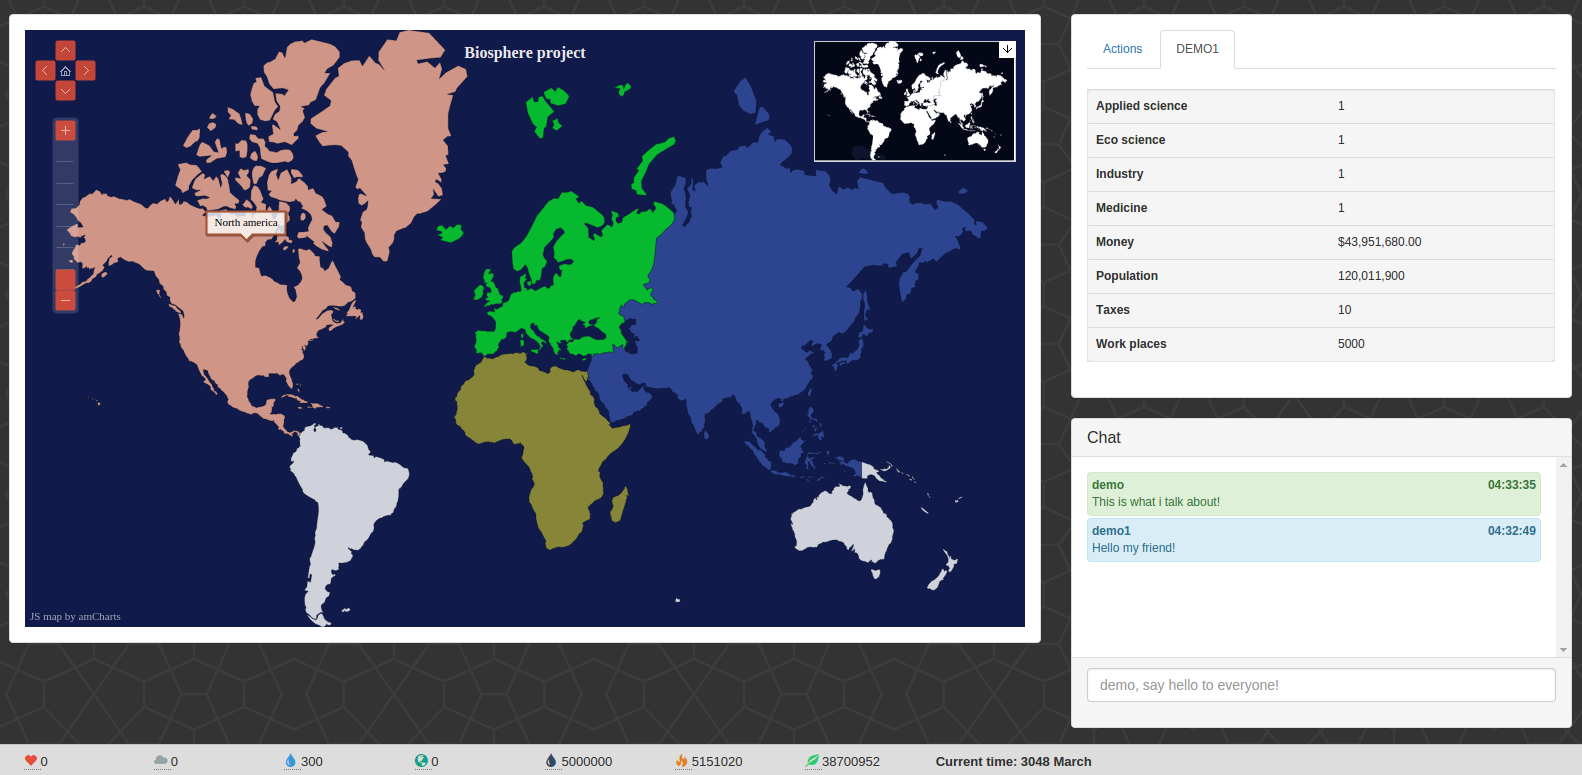 Biosphere project
North america
JS map by amCharts
Actions
DEMO1
Applied science 1
Eco science 1
Industry 1
Medicine 1
Money $43,951,680.00
Population 120,011,900
Taxes 10
Work places 5000
Chat
demo 04:33:35
This is what i talk about!
demo1 04:32:49
Hello my friend!
demo, say hello to everyone!
0 0 300 0 5000000 5151020 38700952 Current time: 3048 March